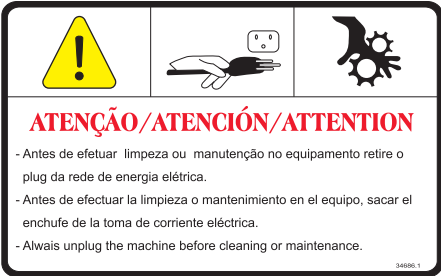 ATENÇÃO/ATENCIÓN/ATTENTION
- Antes de efetuar limpeza ou manutenção no equipamento retire o
plug da rede de energia elétrica.
- Antes de efectuar la limpieza o mantenimiento en el equipo, sacar el
enchufe de la toma de corriente eléctrica.
- Alwais unplug the machine before cleaning or maintenance.
34686.1